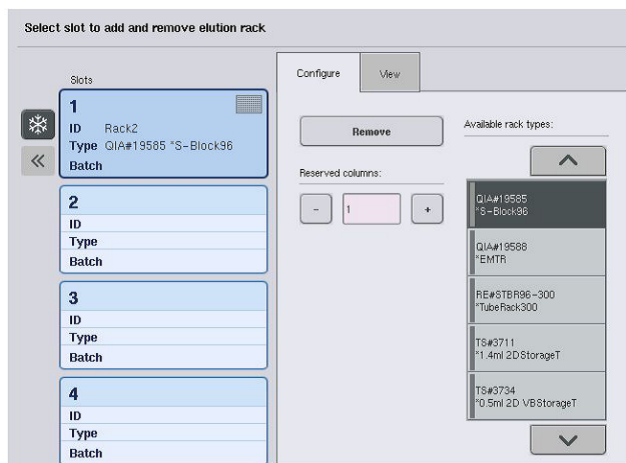 Select slot to add and remove elution rack
Slots
1
ID Rack2
Type QIA#19585 *S-Block96
Batch
2
ID
Type
Batch
3
ID
Type
Batch
4
ID
Type
Batch
Configure
View
Remove
Reserved columns:
- 1 +
Available rack types:
QIA#19585
*S-Block96
QIA#19588
*EMTR
RE#STBR96-300
*TubeRack300
TS#3711
*1.4ml 2DStorageT
TS#3734
*0.5ml 2D VBStorageT